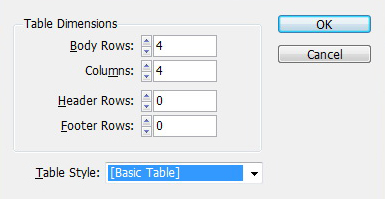 Table Dimensions
OK
Body Rows: 4
Cancel
Columns: 4
Header Rows: 0
Footer Rows: 0
Table Style: [Basic Table]